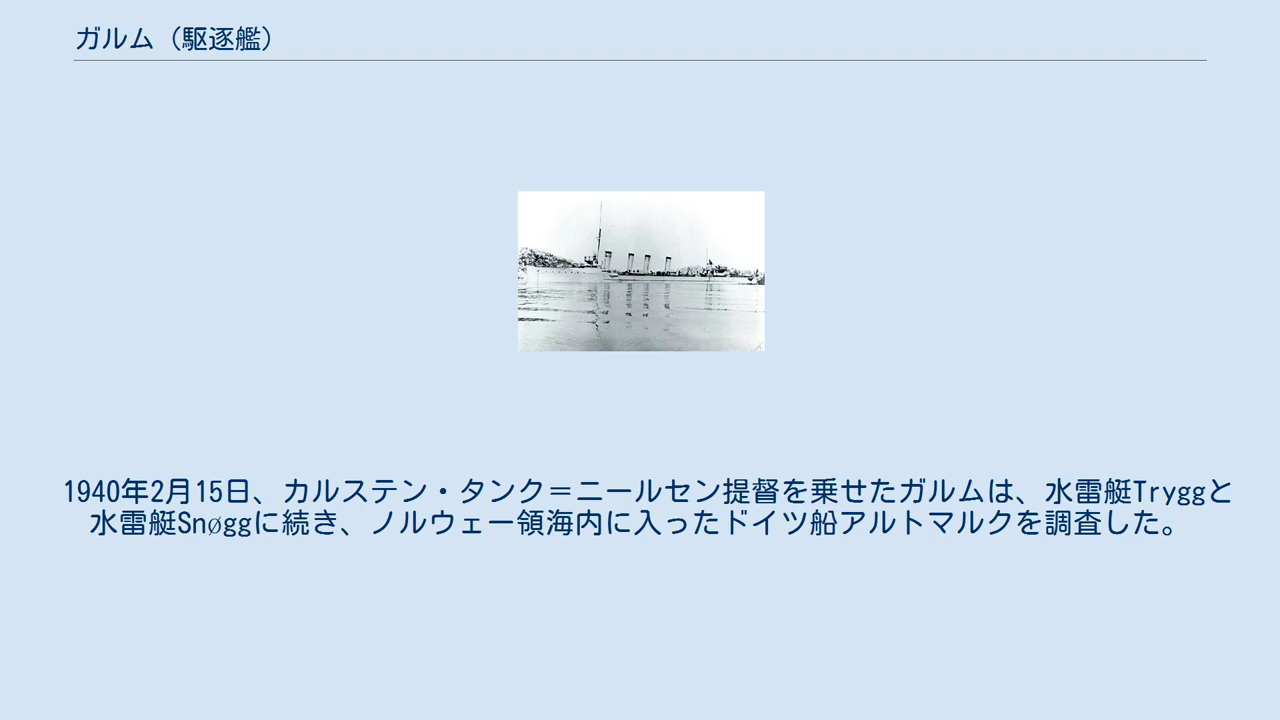 ガルム（駆逐艦）
1940年2月15日、カルステン・タンク＝ニールセン提督を乗せたガルムは、水雷艇Tryggと
水雷艇Snøggに続き、ノルウェー領海内に入ったドイツ船アルトマルクを調査した。